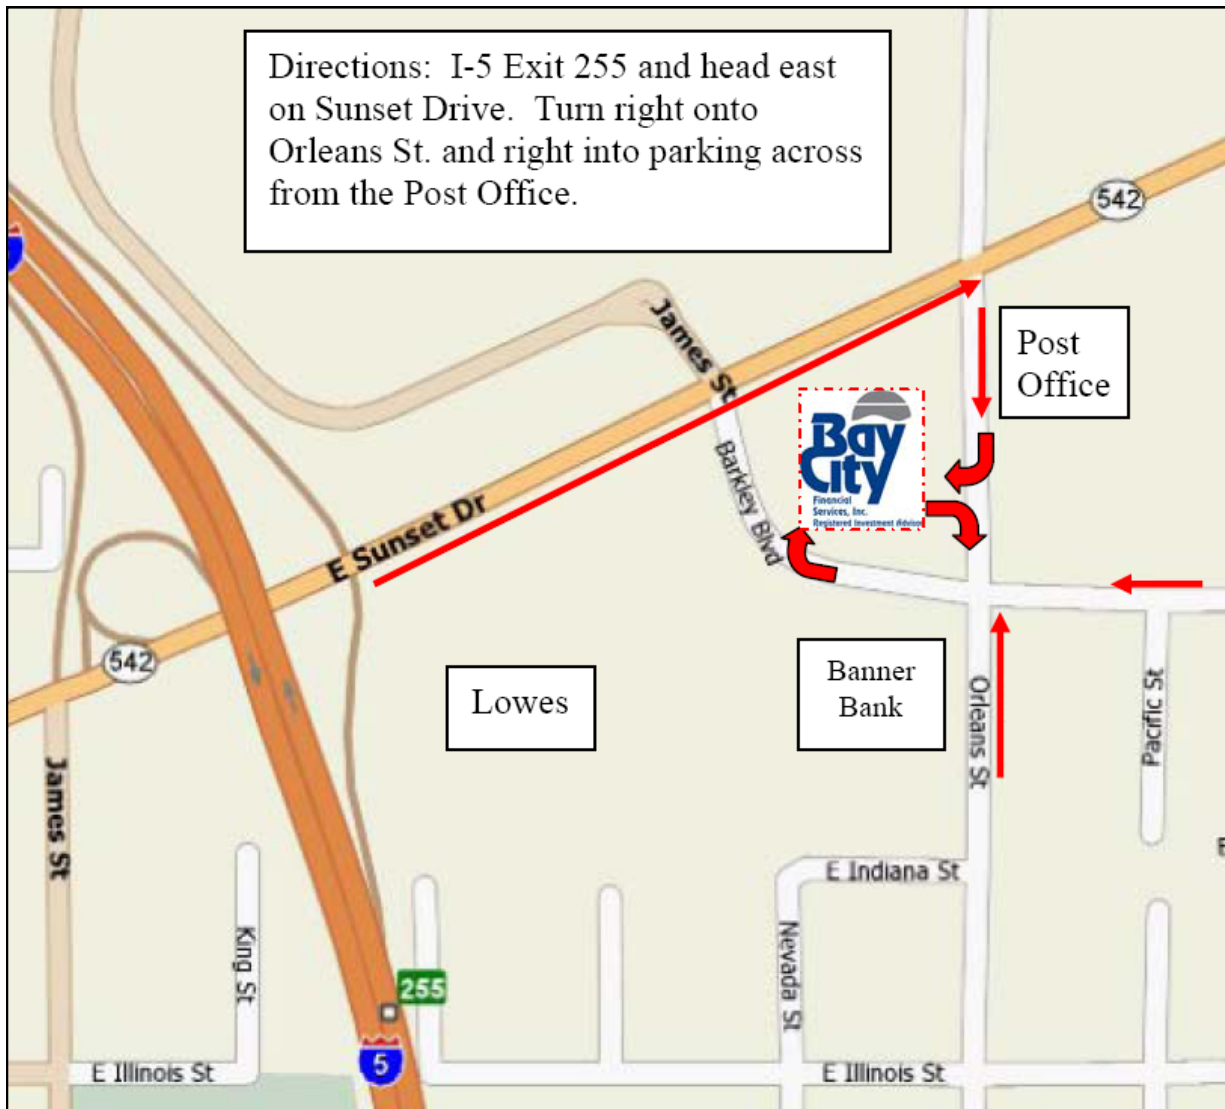 Directions:  I-5 Exit 255 and head east
on Sunset Drive.  Turn right onto
Orleans St. and right into parking across
from the Post Office.
542
James St
Post
Office
Bay
City
Financial
Services, Inc.
Registered Investment Advisor
Barkley Blvd
E Sunset Dr
542
Lowes
Banner
Bank
Orleans St
Pacific St
James St
E Indiana St
King St
Nevada St
255
5
E Illinois St
E Illinois St